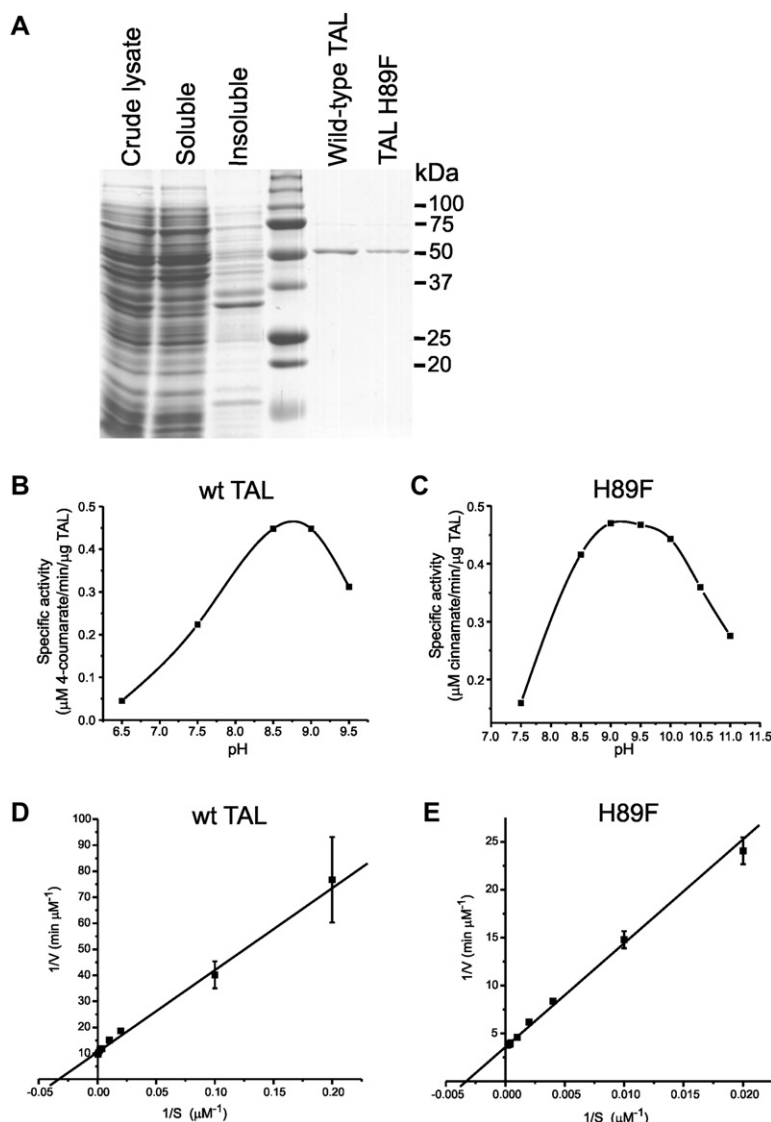 A
Crude lysate
Soluble
Insoluble
Wild-type TAL
TAL H89F
kDa
100
75
50
37
25
20
B
wt TAL
Specific activity
(µM 4-coumarate/min/µg TAL)
0.5
0.4
0.3
0.2
0.1
0.0
6.5 7.0 7.5 8.0 8.5 9.0 9.5
pH
C
H89F
Specific activity
(µM cinnamate/min/µg TAL)
0.5
0.4
0.3
0.2
7.0 7.5 8.0 8.5 9.0 9.5 10.0 10.5 11.0 11.5
pH
D
wt TAL
1/V (min µM⁻¹)
100
90
80
70
60
50
40
30
20
10
-0.05 0.00 0.05 0.10 0.15 0.20
1/S (µM⁻¹)
E
H89F
1/V (min µM⁻¹)
25
20
15
10
5
-0.005 0.000 0.005 0.010 0.015 0.020
1/S (µM⁻¹)